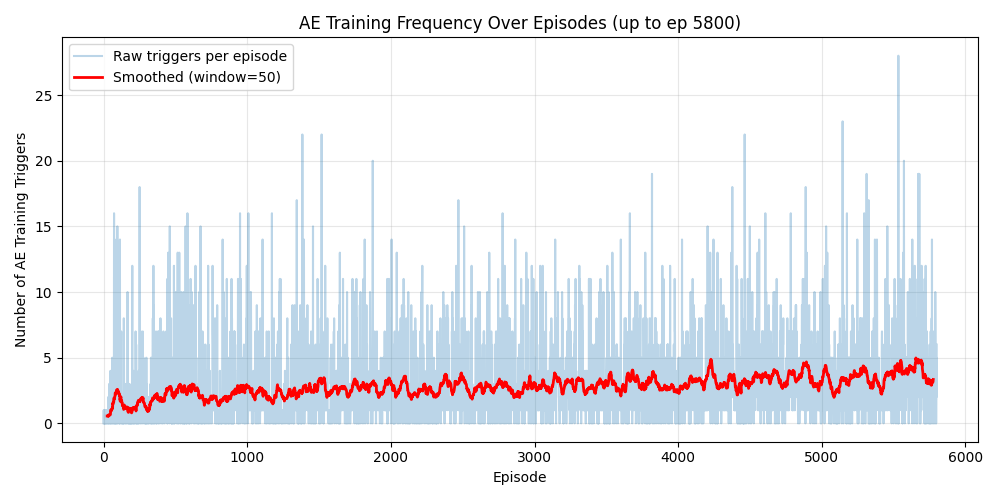 AE Training Frequency Over Episodes (up to ep 5800)
Raw triggers per episode
Smoothed (window=50)
Number of AE Training Triggers
25
20
15
10
5
0
0 1000 2000 3000 4000 5000 6000
Episode